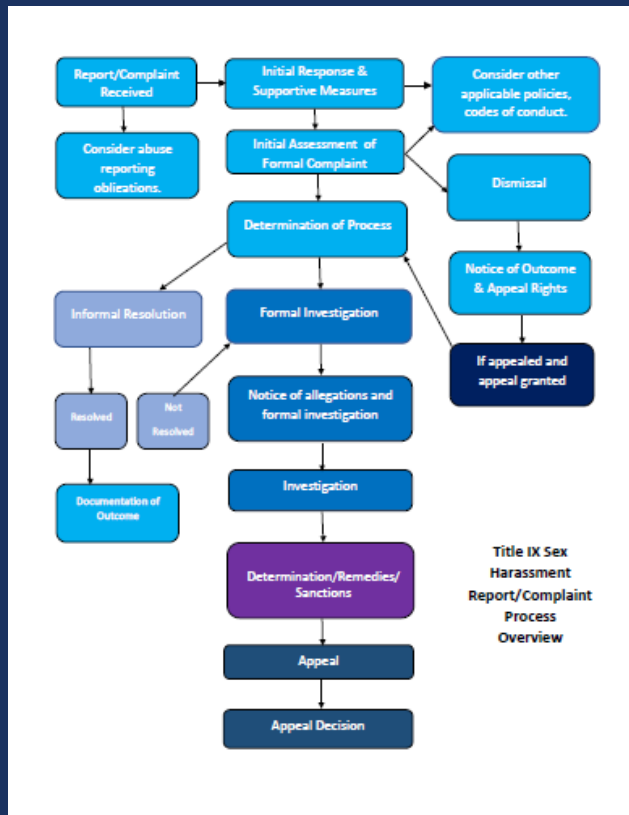 Report/Complaint
Received
Initial Response &
Supportive Measures
Consider other
applicable policies,
codes of conduct.
Consider abuse
reporting
obligations.
Initial Assessment of
Formal Complaint
Dismissal
Determination of Process
Notice of Outcome
& Appeal Rights
Informal Resolution
Formal Investigation
If appealed and
appeal granted
Resolved
Not
Resolved
Notice of allegations and
formal investigation
Documentation of
Outcome
Investigation
Determination/Remedies/
Sanctions
Title IX Sex
Harassment
Report/Complaint
Process
Overview
Appeal
Appeal Decision